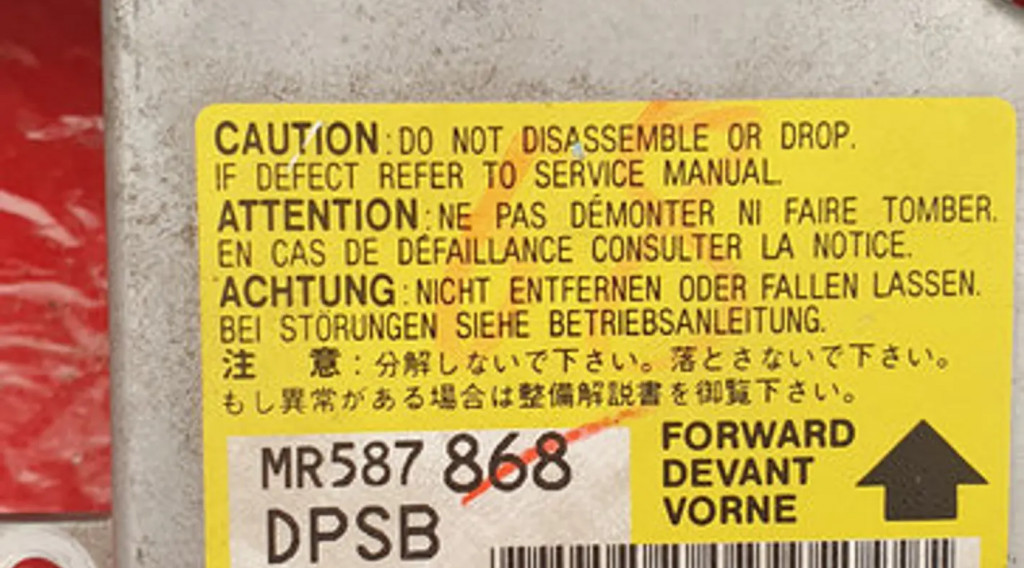 CAUTION : DO NOT DISASSEMBLE OR DROP.
IF DEFECT REFER TO SERVICE MANUAL.
ATTENTION : NE PAS DÉMONTER NI FAIRE TOMBER.
EN CAS DE DÉFAILLANCE CONSULTER LA NOTICE.
ACHTUNG : NICHT ENTFERNEN ODER FALLEN LASSEN.
BEI STÖRUNGEN SIEHE BETRIEBSANLEITUNG.
注 意 : 分解しないで下さい。落とさないで下さい。
もし異常がある場合は整備解説書を御覧下さい。
MR587 868
DPSB
FORWARD
DEVANT
VORNE